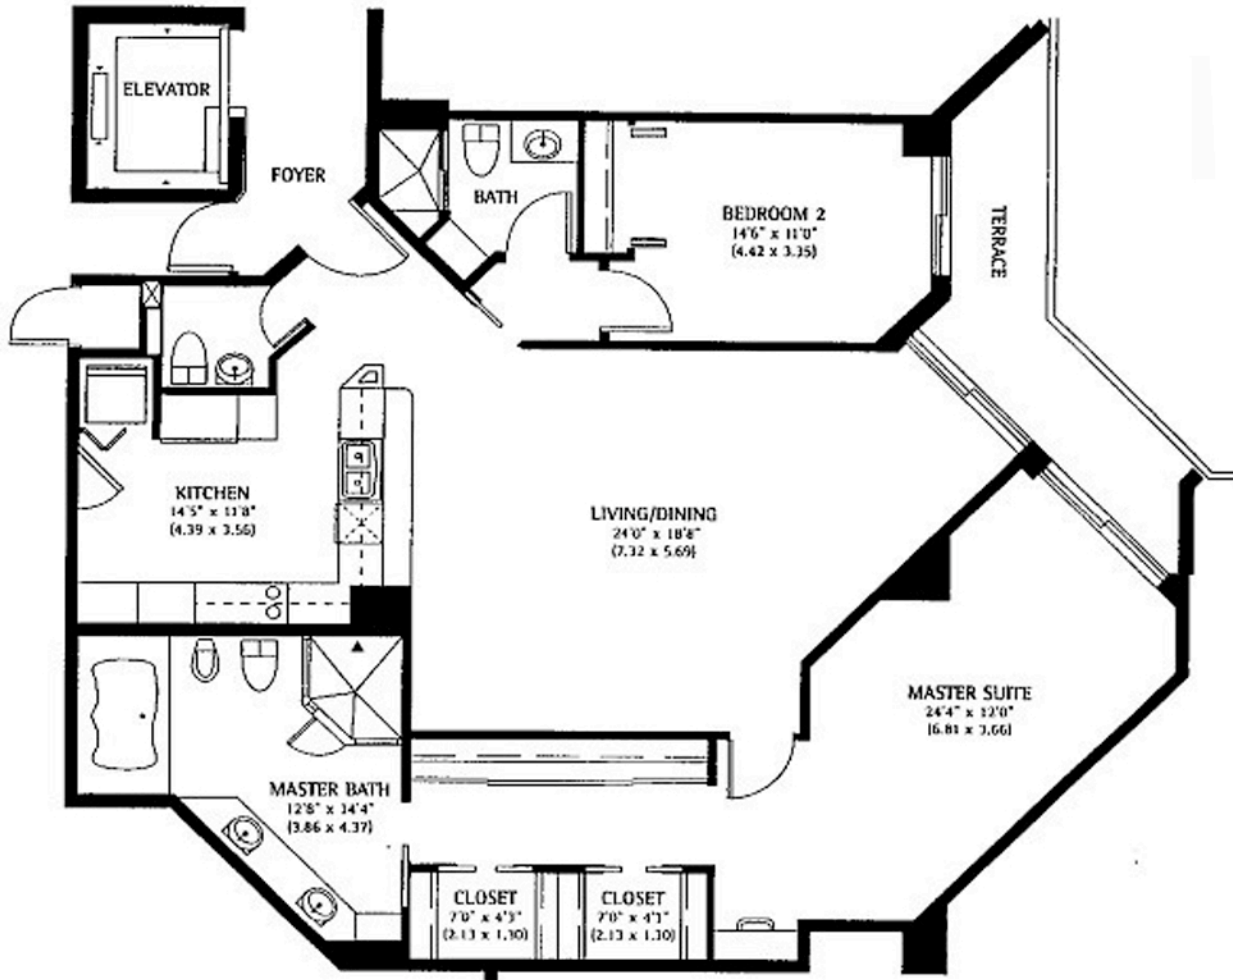 ELEVATOR
FOYER
BATH
BEDROOM 2
14'6" x 11'0"
(4.42 x 3.35)
TERRACE
KITCHEN
14'5" x 11'8"
(4.39 x 3.56)
LIVING/DINING
24'0" x 18'8"
(7.32 x 5.69)
MASTER SUITE
24'4" x 12'0"
(6.81 x 3.66)
MASTER BATH
12'8" x 14'4"
(3.86 x 4.37)
CLOSET
7'0" x 4'3"
(2.13 x 1.30)
CLOSET
7'0" x 4'3"
(2.13 x 1.30)